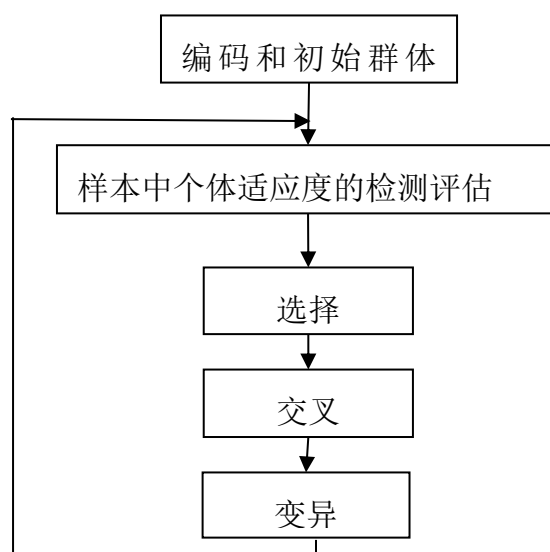 编码和初始群体
样本中个体适应度的检测评估
选择
交叉
变异